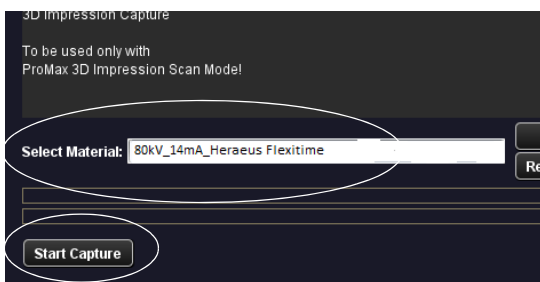 3D Impression Capture
To be used only with
ProMax 3D Impression Scan Mode!
Select Material: 80kV_14mA_Heraeus Flexitime
Re
Start Capture